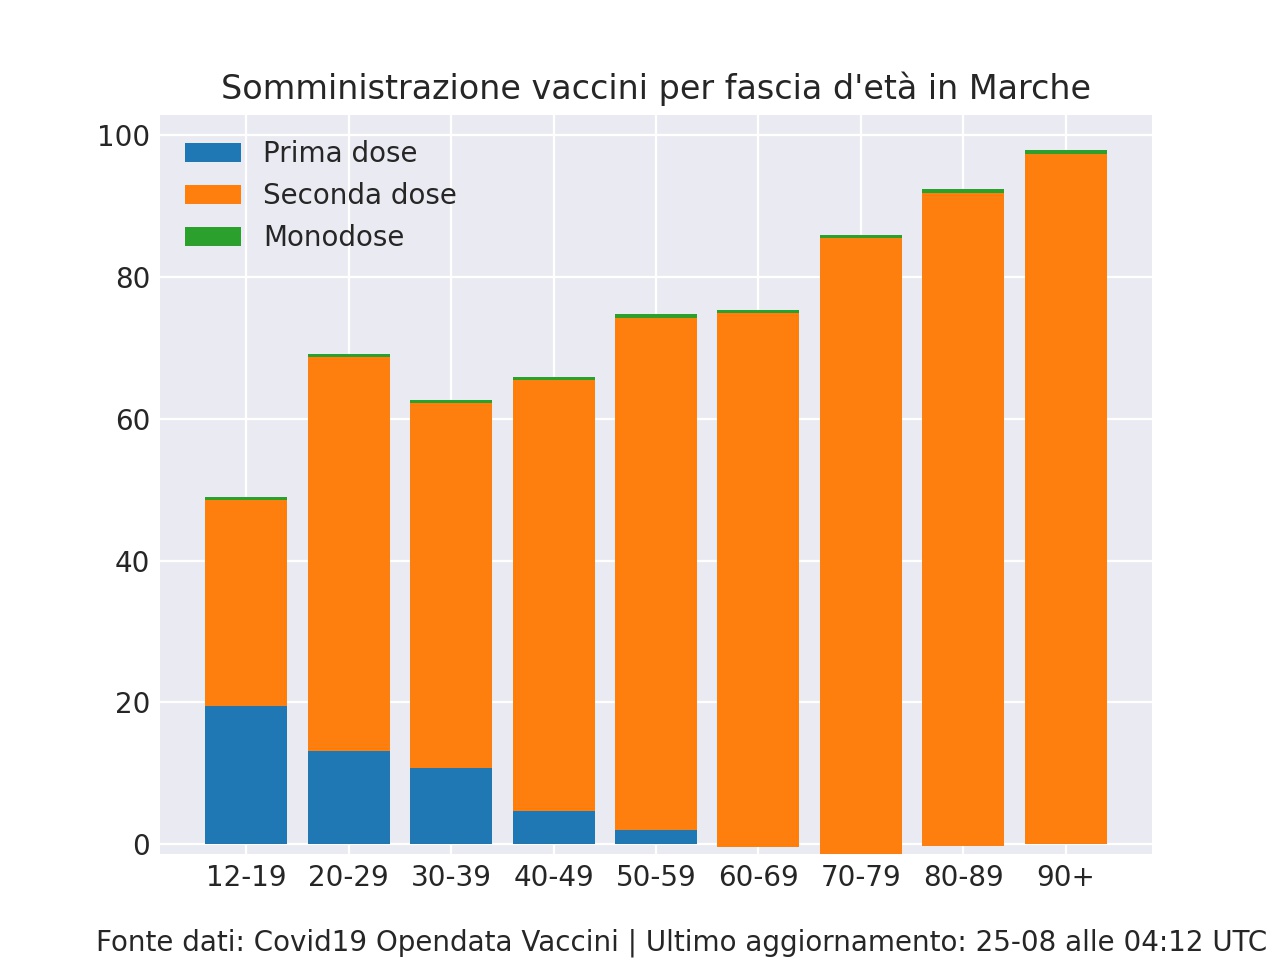 Somministrazione vaccini per fascia d'età in Marche
100
80
60
40
20
0
Prima dose
Seconda dose
Monodose
12-19 20-29 30-39 40-49 50-59 60-69 70-79 80-89 90+
Fonte dati: Covid19 Opendata Vaccini | Ultimo aggiornamento: 25-08 alle 04:12 UTC